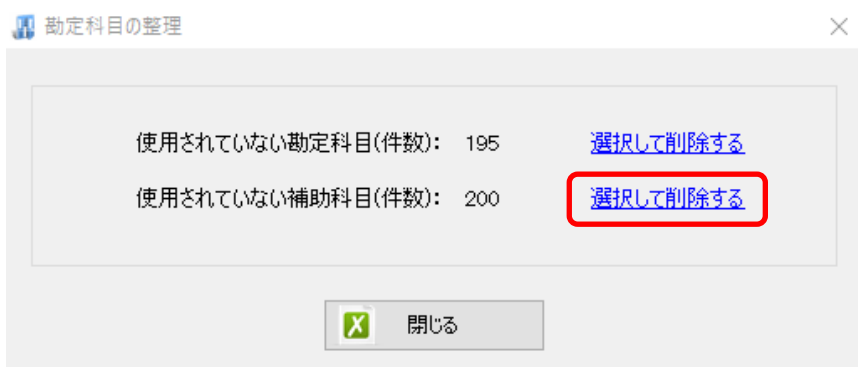 勘定科目の整理
使用されていない勘定科目(件数): 195 選択して削除する
使用されていない補助科目(件数): 200 選択して削除する
閉じる